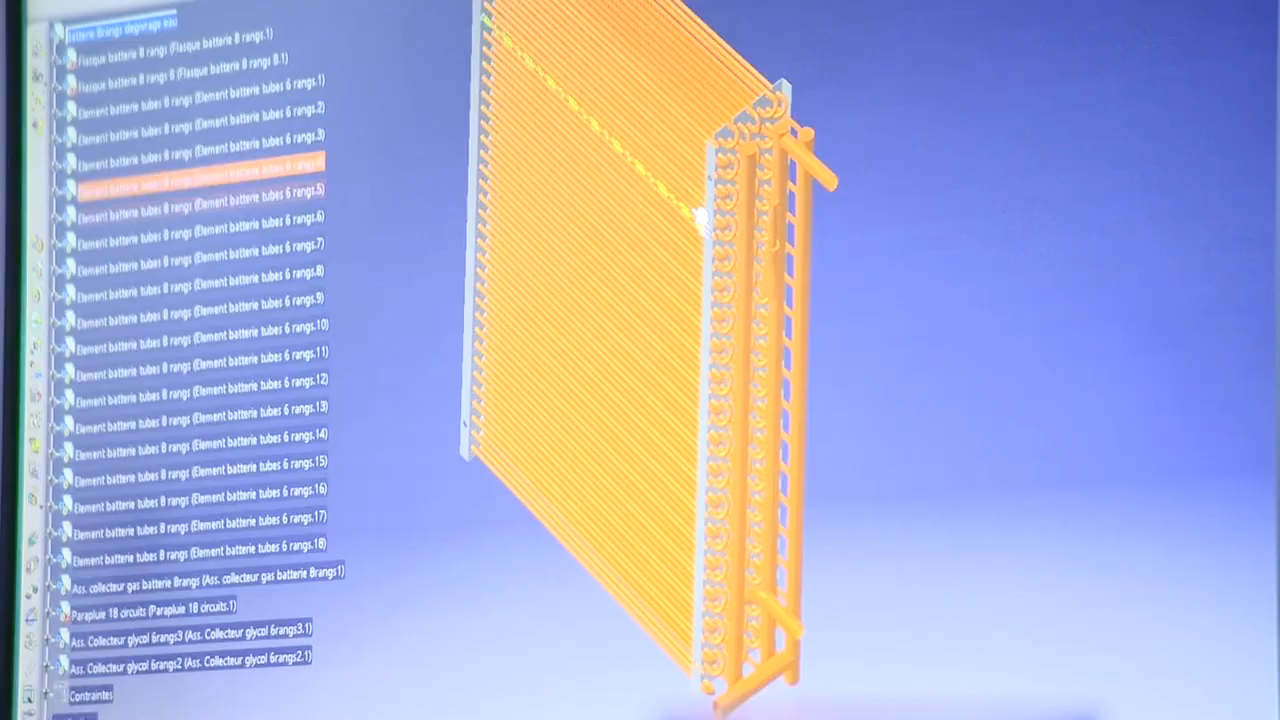 Batterie 8rangs degivrage eau
Flasque batterie 8 rangs (Flasque batterie 8 rangs.1)
Flasque batterie 8 rangs B (Flasque batterie 8 rangs B.1)
Element batterie tubes 8 rangs (Element batterie tubes 6 rangs.1)
Element batterie tubes 8 rangs (Element batterie tubes 6 rangs.2)
Element batterie tubes 8 rangs (Element batterie tubes 6 rangs.3)
Element batterie tubes 8 rangs (Element batterie tubes 6 rangs.4)
Element batterie tubes 8 rangs (Element batterie tubes 6 rangs.5)
Element batterie tubes 8 rangs (Element batterie tubes 6 rangs.6)
Element batterie tubes 8 rangs (Element batterie tubes 6 rangs.7)
Element batterie tubes 8 rangs (Element batterie tubes 6 rangs.8)
Element batterie tubes 8 rangs (Element batterie tubes 6 rangs.9)
Element batterie tubes 8 rangs (Element batterie tubes 6 rangs.10)
Element batterie tubes 8 rangs (Element batterie tubes 6 rangs.11)
Element batterie tubes 8 rangs (Element batterie tubes 6 rangs.12)
Element batterie tubes 8 rangs (Element batterie tubes 6 rangs.13)
Element batterie tubes 8 rangs (Element batterie tubes 6 rangs.14)
Element batterie tubes 8 rangs (Element batterie tubes 6 rangs.15)
Element batterie tubes 8 rangs (Element batterie tubes 6 rangs.16)
Element batterie tubes 8 rangs (Element batterie tubes 6 rangs.17)
Element batterie tubes 8 rangs (Element batterie tubes 6 rangs.18)
Ass. collecteur gas batterie 8rangs (Ass. collecteur gas batterie 8rangs1)
Parapluie 18 circuits (Parapluie 18 circuits.1)
Ass. Collecteur glycol 6rangs3 (Ass. Collecteur glycol 6rangs3.1)
Ass. Collecteur glycol 6rangs2 (Ass. Collecteur glycol 6rangs2.1)
Contraintes